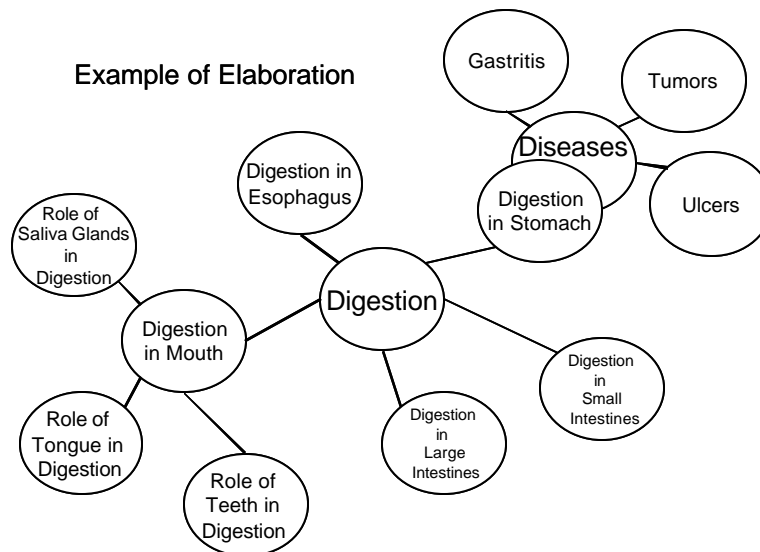 Example of Elaboration
Gastritis
Tumors
Diseases
Ulcers
Digestion in
Esophagus
Digestion
in Stomach
Role of
Saliva Glands
in
Digestion
Digestion
Digestion
in Mouth
Digestion
in
Small
Intestines
Role of
Tongue in
Digestion
Digestion
in
Large
Intestines
Role of
Teeth in
Digestion